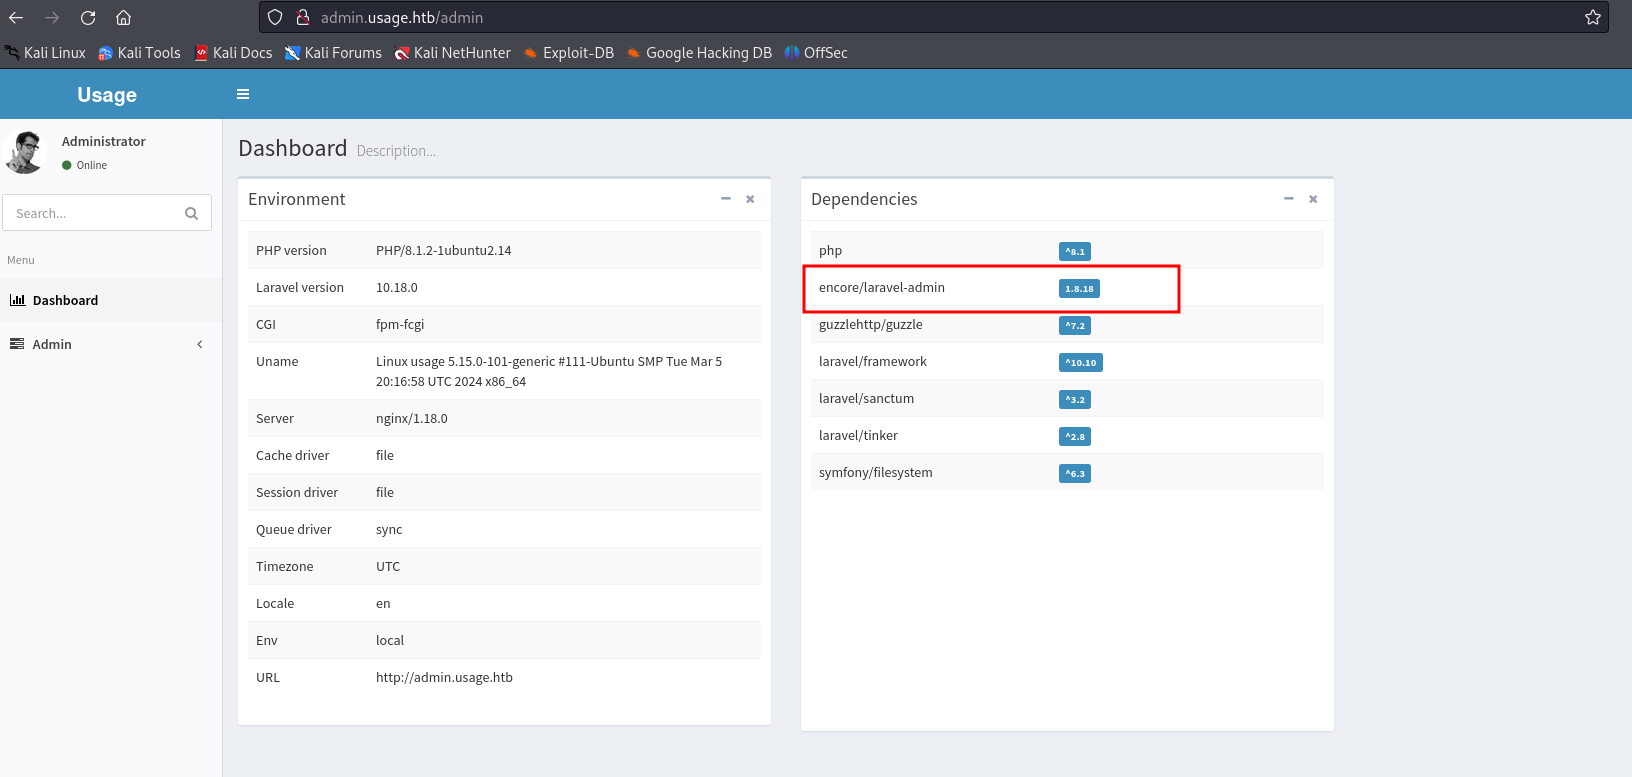 admin.usage.htb/admin
Kali Linux Kali Tools Kali Docs Kali Forums Kali NetHunter Exploit-DB Google Hacking DB OffSec
Usage
Administrator
Online
Search...
Menu
Dashboard
Admin
Dashboard Description...
Environment
PHP version PHP/8.1.2-1ubuntu2.14
Laravel version 10.18.0
CGI fpm-fcgi
Uname Linux usage 5.15.0-101-generic #111-Ubuntu SMP Tue Mar 5
20:16:58 UTC 2024 x86_64
Server nginx/1.18.0
Cache driver file
Session driver file
Queue driver sync
Timezone UTC
Locale en
Env local
URL http://admin.usage.htb
Dependencies
php ^8.1
encore/laravel-admin 1.8.18
guzzlehttp/guzzle ^7.2
laravel/framework ^10.10
laravel/sanctum ^3.2
laravel/tinker ^2.8
symfony/filesystem ^6.3